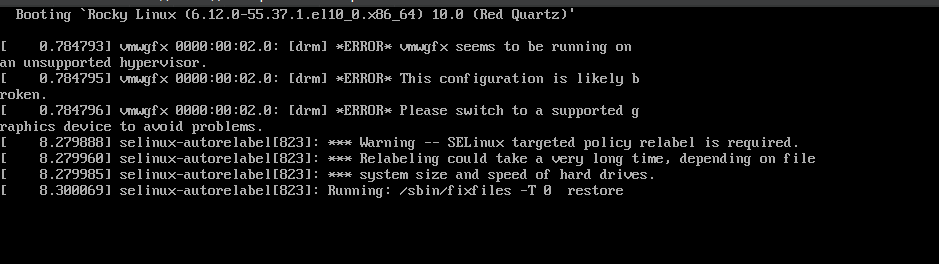 Booting `Rocky Linux (6.12.0-55.37.1.el10_0.x86_64) 10.0 (Red Quartz)'
[    0.784793] vmwgfx 0000:00:02.0: [drm] *ERROR* vmwgfx seems to be running on
an unsupported hypervisor.
[    0.784795] vmwgfx 0000:00:02.0: [drm] *ERROR* This configuration is likely b
roken.
[    0.784796] vmwgfx 0000:00:02.0: [drm] *ERROR* Please switch to a supported g
raphics device to avoid problems.
[    8.279888] selinux-autorelabel[823]: *** Warning -- SELinux targeted policy relabel is required.
[    8.279960] selinux-autorelabel[823]: *** Relabeling could take a very long time, depending on file
[    8.279985] selinux-autorelabel[823]: *** system size and speed of hard drives.
[    8.300069] selinux-autorelabel[823]: Running: /sbin/fixfiles -T 0  restore